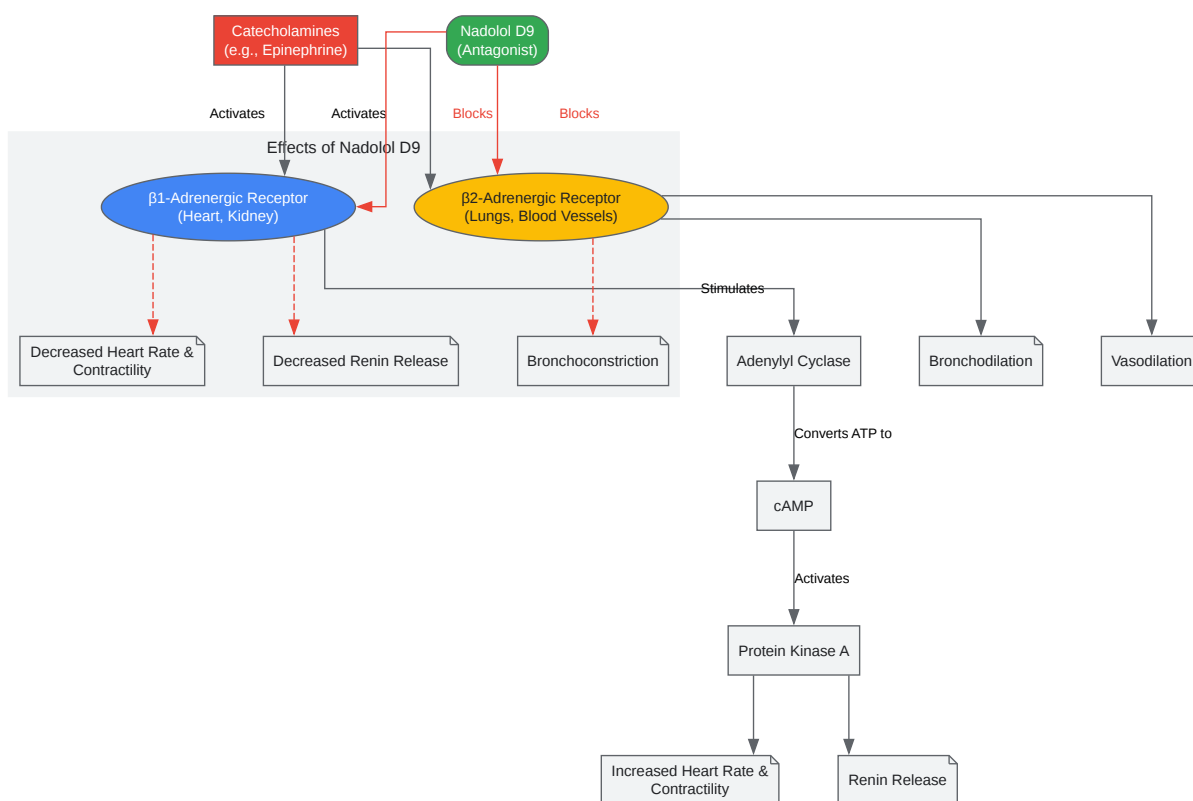 Catecholamines
(e.g., Epinephrine)
Nadolol D9
(Antagonist)
Activates
Activates
Blocks
Blocks
Effects of Nadolol D9
β1-Adrenergic Receptor
(Heart, Kidney)
β2-Adrenergic Receptor
(Lungs, Blood Vessels)
Stimulates
Decreased Heart Rate &
Contractility
Decreased Renin Release
Bronchoconstriction
Adenylyl Cyclase
Bronchodilation
Vasodilation
Converts ATP to
cAMP
Activates
Protein Kinase A
Increased Heart Rate &
Contractility
Renin Release